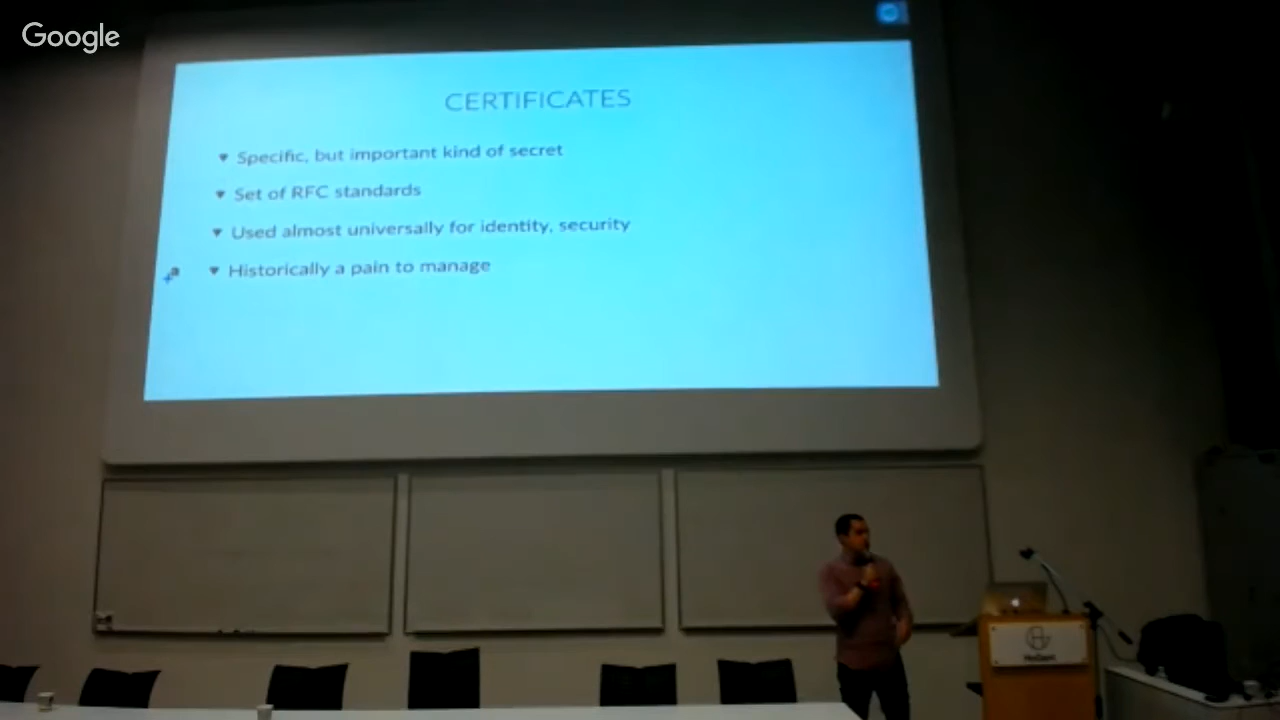 Google
CERTIFICATES
Specific, but important kind of secret
Set of RFC standards
Used almost universally for identity, security
Historically a pain to manage